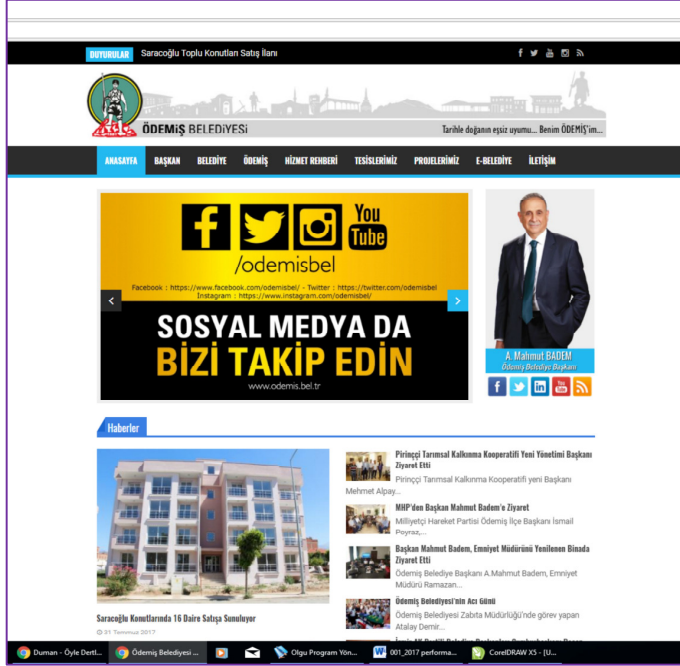 DUYURULAR Saracoğlu Toplu Konutları Satış İlanı
ÖDEMİŞ BELEDİYESİ
Tarihle doğanın eşsiz uyumu... Benim ÖDEMİŞ'im...
ANASAYFA BAŞKAN BELEDİYE ÖDEMİŞ HİZMET REHBERİ TESİSLERİMİZ PROJELERİMİZ E-BELEDİYE İLETİŞİM
You
Tube
/odemisbel
Facebook : https://www.facebook.com/odemisbel/ - Twitter : https://twitter.com/odemisbel
Instagram : https://www.instagram.com/odemisbel/
SOSYAL MEDYA DA
BİZİ TAKİP EDİN
www.odemis.bel.tr
A. Mahmut BADEM
Ödemiş Belediye Başkanı
Haberler
Saracoğlu Konutlarında 16 Daire Satışa Sunuluyor
21 Temmuz 2017
Pirinççi Tarımsal Kalkınma Kooperatifi Yeni Yönetimi Başkanı
Ziyaret Etti
Pirinççi Tarımsal Kalkınma Kooperatifi yeni Başkanı
Mehmet Alpay...
MHP'den Başkan Mahmut Badem'e Ziyaret
Milliyetçi Hareket Partisi Ödemiş İlçe Başkanı İsmail
Poyraz,...
Başkan Mahmut Badem, Emniyet Müdürünü Yenilenen Binada
Ziyaret Etti
Ödemiş Belediye Başkanı A.Mahmut Badem, Emniyet
Müdürü Ramazan...
Ödemiş Belediyesi'nin Acı Günü
Ödemiş Belediyesi Zabıta Müdürlüğü'nde görev yapan
Atalay Demir...
Duman - Öyle Dertl... Ödemiş Belediyesi ... Olgu Program Yön... 001_2017 performa... CorelDRAW X5 - [U...